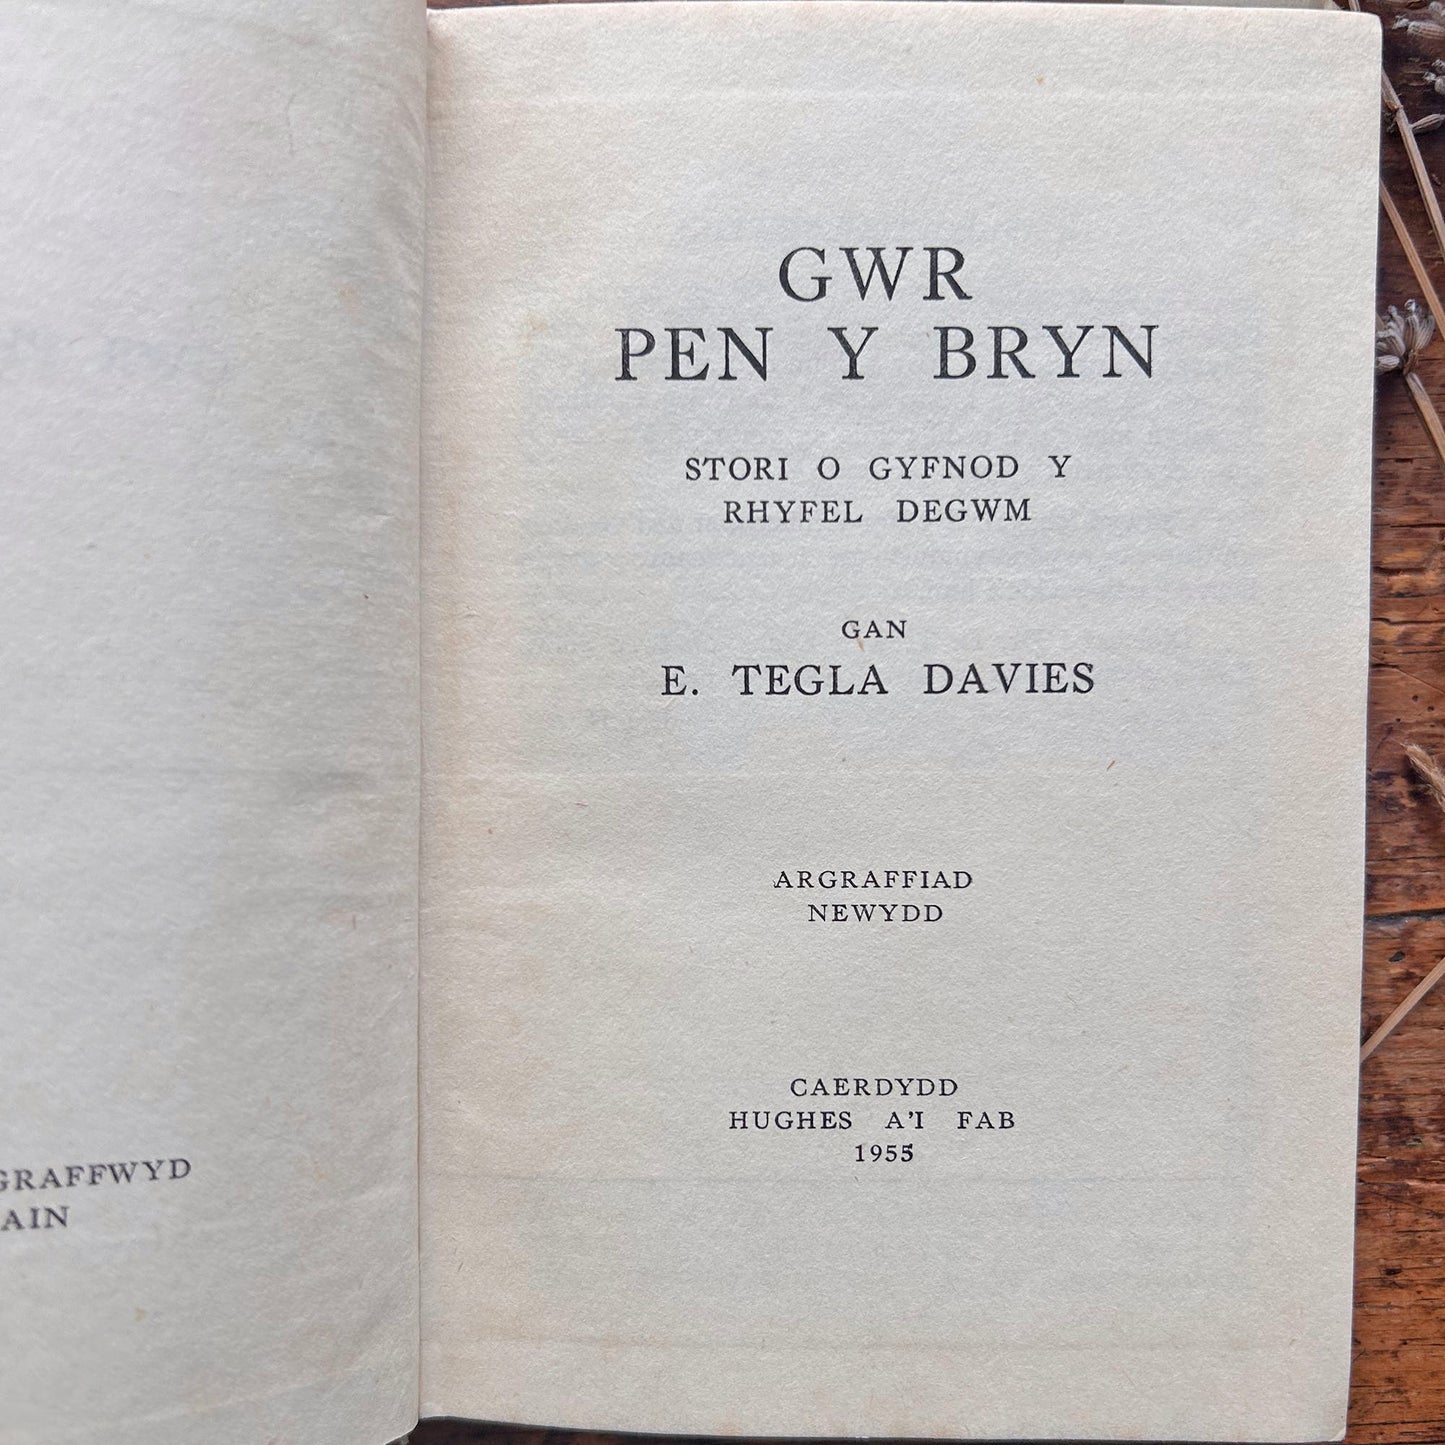 GRAFFWYD
AIN
GWR
PEN Y BRYN
STORI O GYFNOD Y
RHYFEL DEGWM
GAN
E. TEGLA DAVIES
ARGRAFFIAD
NEWYDD
CAERDYDD
HUGHES A'I FAB
1955